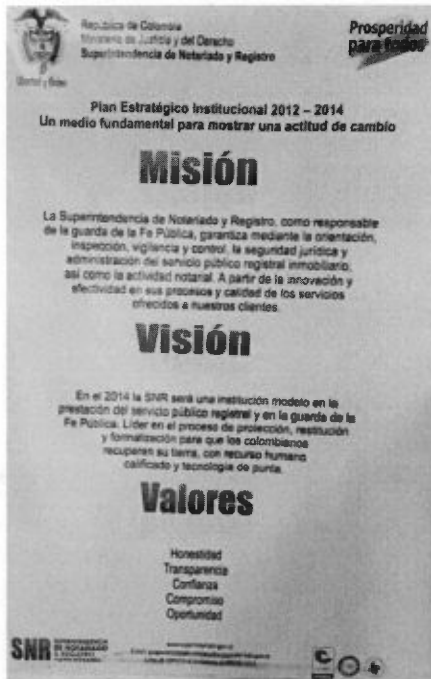 República de Colombia
Ministerio de Justicia y del Derecho
Superintendencia de Notariado y Registro
Prosperidad
para todos
Libertad y Orden
Plan Estratégico Institucional 2012 – 2014
Un medio fundamental para mostrar una actitud de cambio
Misión
La Superintendencia de Notariado y Registro, como responsable
de la guarda de la Fe Pública, garantiza mediante la orientación,
inspección, vigilancia y control, la seguridad jurídica y
administración del servicio público registral inmobiliario,
así como la actividad notarial. A partir de la innovación y
efectividad en sus procesos y calidad de los servicios
ofrecidos a nuestros clientes.
Visión
En el 2014 la SNR será una institución modelo en la
prestación del servicio público registral y en la guarda de la
Fe Pública. Líder en el proceso de protección, restitución
y formalización para que los colombianos
recuperen su tierra, con recurso humano
calificado y tecnología de punta.
Valores
Honestidad
Transparencia
Confianza
Compromiso
Oportunidad
SNR SUPERINTENDENCIA
DE NOTARIADO
& REGISTRO